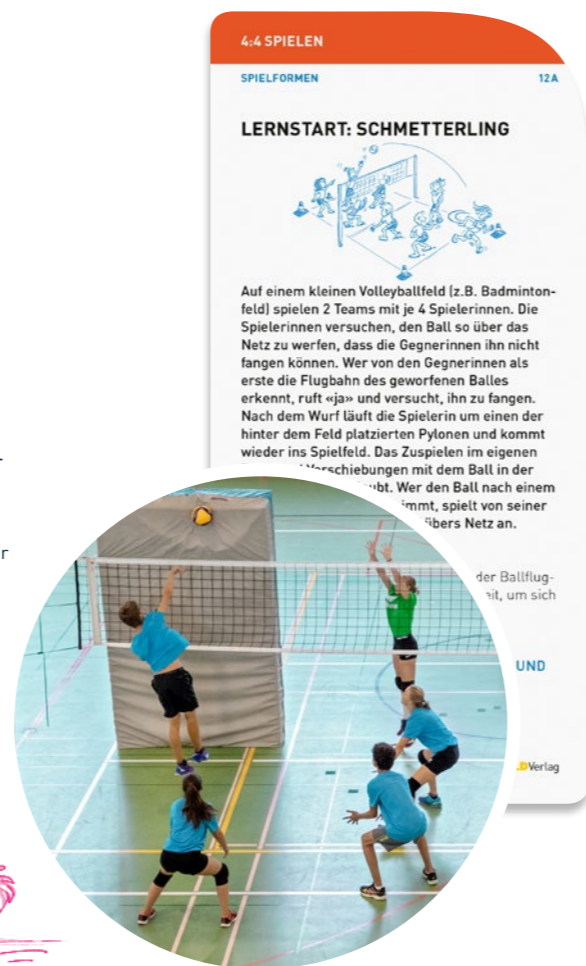 4:4 SPIELEN
SPIELFORMEN 12A
LERNSTART: SCHMETTERLING
Auf einem kleinen Volleyballfeld (z.B. Badminton-
feld) spielen 2 Teams mit je 4 Spielerinnen. Die
Spielerinnen versuchen, den Ball so über das
Netz zu werfen, dass die Gegnerinnen ihn nicht
fangen können. Wer von den Gegnerinnen als
erste die Flugbahn des geworfenen Balles
erkennt, ruft «ja» und versucht, ihn zu fangen.
Nach dem Wurf läuft die Spielerin um einen der
hinter dem Feld platzierten Pylonen und kommt
wieder ins Spielfeld. Das Zuspielen im eigenen
Verschiebungen mit dem Ball in der
ubt. Wer den Ball nach einem
immt, spielt von seiner
übers Netz an.
der Ballflug-
eit, um sich
UND
Verlag
r